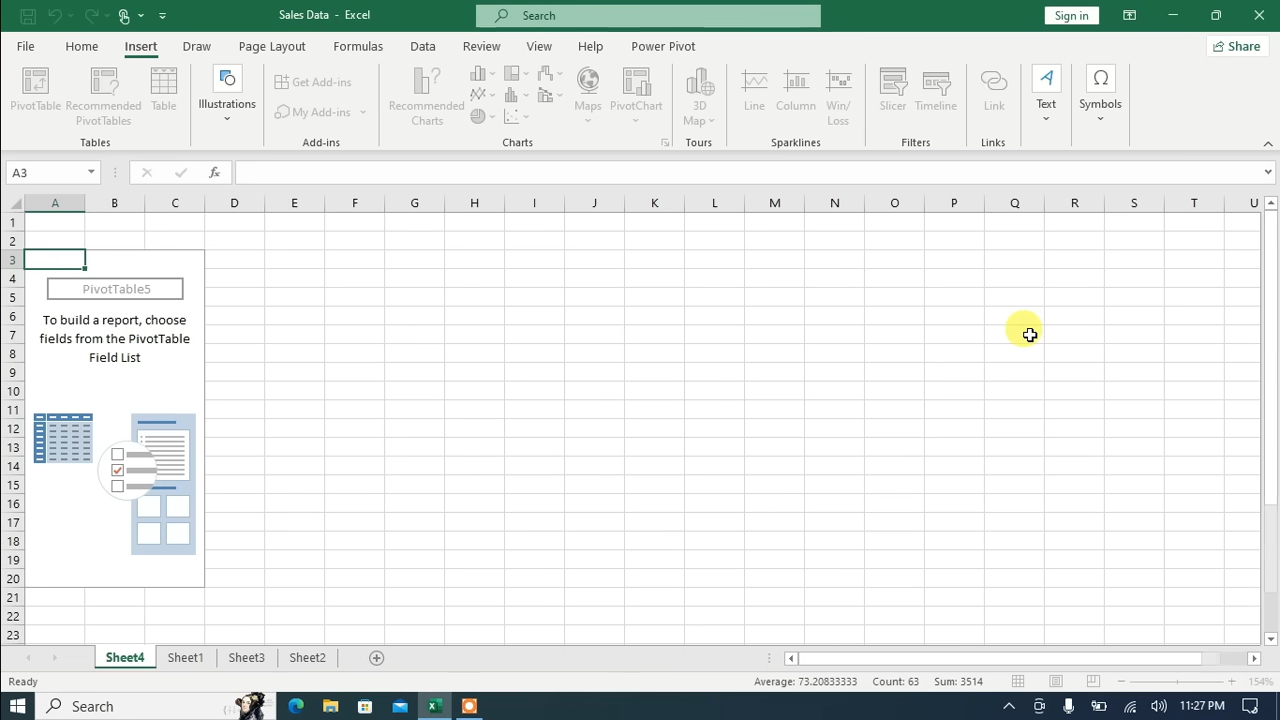 Sales Data - Excel
Search
Sign in
File Home Insert Draw Page Layout Formulas Data Review View Help Power Pivot
Share
PivotTable
Recommended PivotTables
Table
Tables
Illustrations
Get Add-ins
My Add-ins
Add-ins
Recommended Charts
Maps
PivotChart
Charts
3D Map
Tours
Line
Column
Win/Loss
Sparklines
Slicer
Timeline
Filters
Link
Links
Text
Symbols
A3
fx
A B C D E F G H I J K L M N O P Q R S T U
1
2
3
4
5
6
7
8
9
10
11
12
13
14
15
16
17
18
19
20
21
22
23
PivotTable5
To build a report, choose
fields from the PivotTable
Field List
Sheet4 Sheet1 Sheet3 Sheet2
Ready
Average: 73.20833333 Count: 63 Sum: 3514
154%
Search
11:27 PM